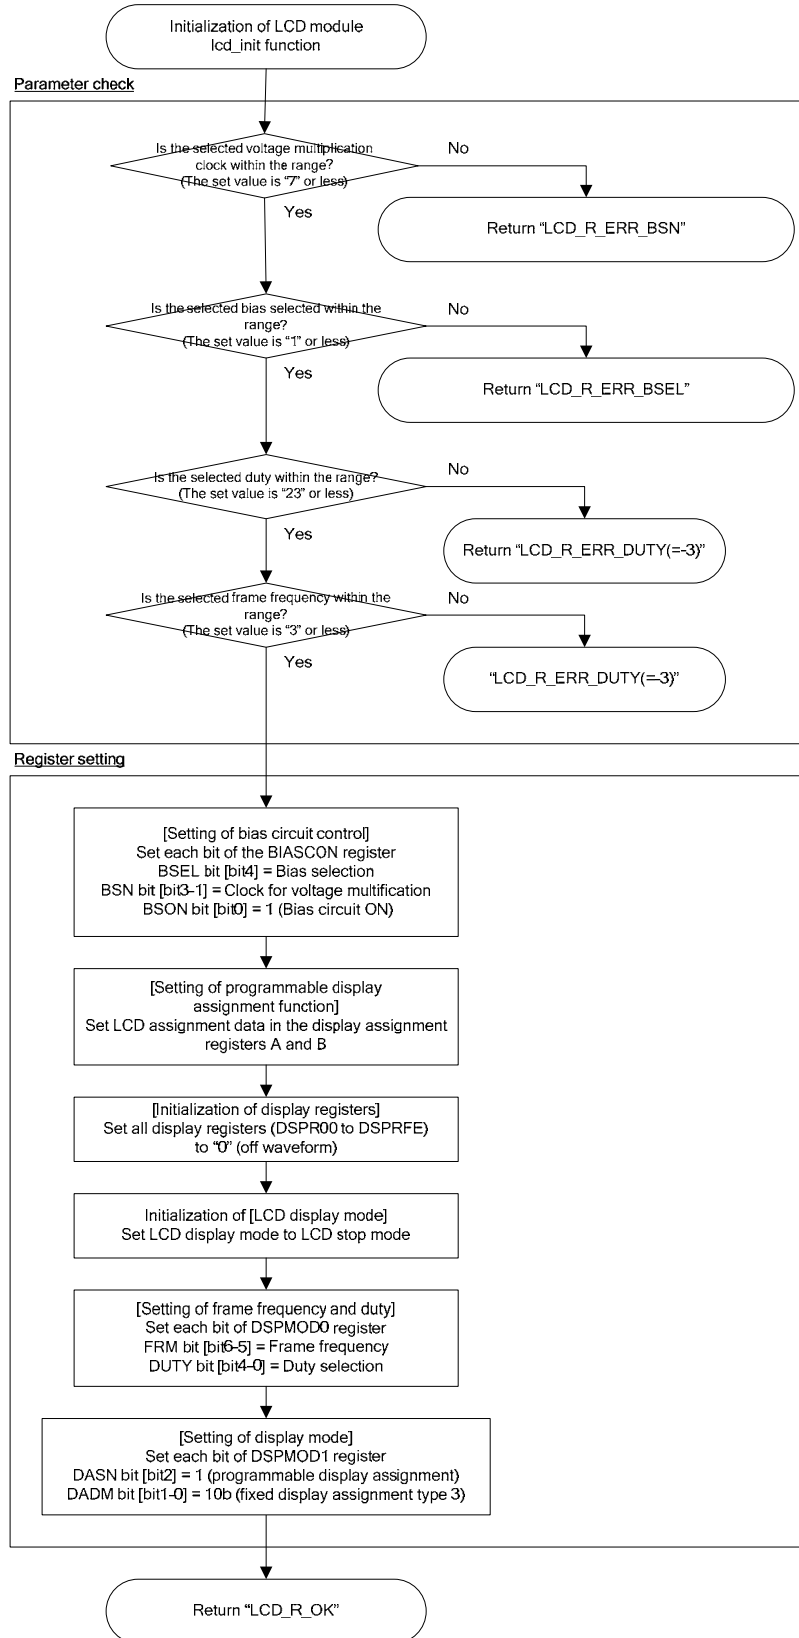 Initialization of LCD module
lcd_init function
Parameter check
Is the selected voltage multiplication
clock within the range?
(The set value is “7” or less)
No
Yes
Return “LCD_R_ERR_BSN”
Is the selected bias selected within the
range?
(The set value is “1” or less)
No
Yes
Return “LCD_R_ERR_BSEL”
Is the selected duty within the range?
(The set value is “23” or less)
No
Yes
Return “LCD_R_ERR_DUTY(=-3)”
Is the selected frame frequency within the
range?
(The set value is “3” or less)
No
Yes
“LCD_R_ERR_DUTY(=-3)”
Register setting
[Setting of bias circuit control]
Set each bit of the BIASCON register
BSEL bit [bit4] = Bias selection
BSN bit [bit3-1] = Clock for voltage multification
BSON bit [bit0] = 1 (Bias circuit ON)
[Setting of programmable display
assignment function]
Set LCD assignment data in the display assignment
registers A and B
[Initialization of display registers]
Set all display registers (DSPR00 to DSPRFE)
to “0” (off waveform)
Initialization of [LCD display mode]
Set LCD display mode to LCD stop mode
[Setting of frame frequency and duty]
Set each bit of DSPMOD0 register
FRM bit [bit6-5] = Frame frequency
DUTY bit [bit4-0] = Duty selection
[Setting of display mode]
Set each bit of DSPMOD1 register
DASN bit [bit2] = 1 (programmable display assignment)
DADM bit [bit1-0] = 10b (fixed display assignment type 3)
Return “LCD_R_OK”